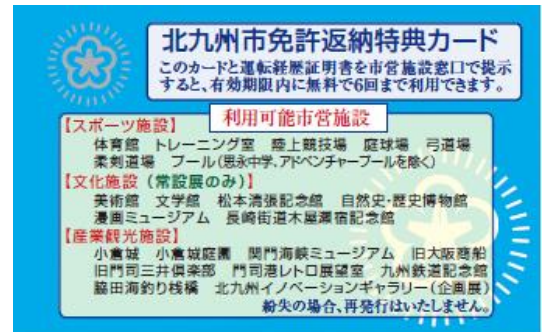 北九州市免許返納特典カード
このカードと運転経歴証明書を市営施設窓口で提示
すると、有効期限内に無料で6回まで利用できます。
利用可能市営施設
【スポーツ施設】
体育館 トレーニング室 陸上競技場 庭球場 弓道場
柔剣道場 プール(思永中学、アドベンチャープールを除く)
【文化施設(常設展のみ)】
美術館 文学館 松本清張記念館 自然史・歴史博物館
漫画ミュージアム 長崎街道木屋瀬宿記念館
【産業観光施設】
小倉城 小倉城庭園 関門海峡ミュージアム 旧大阪商船
旧門司三井倶楽部 門司港レトロ展望室 九州鉄道記念館
脇田海釣り桟橋 北九州イノベーションギャラリー(企画展)
紛失の場合、再発行はいたしません。